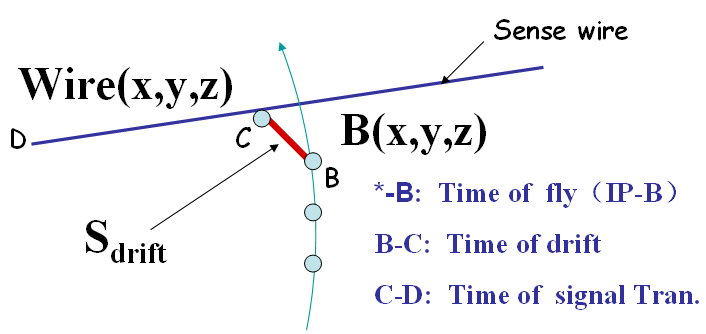 Sense wire
Wire(x,y,z)
D
C
B(x,y,z)
B
*-B: Time of fly（IP-B）
Sdrift
B-C: Time of drift
C-D: Time of signal Tran.